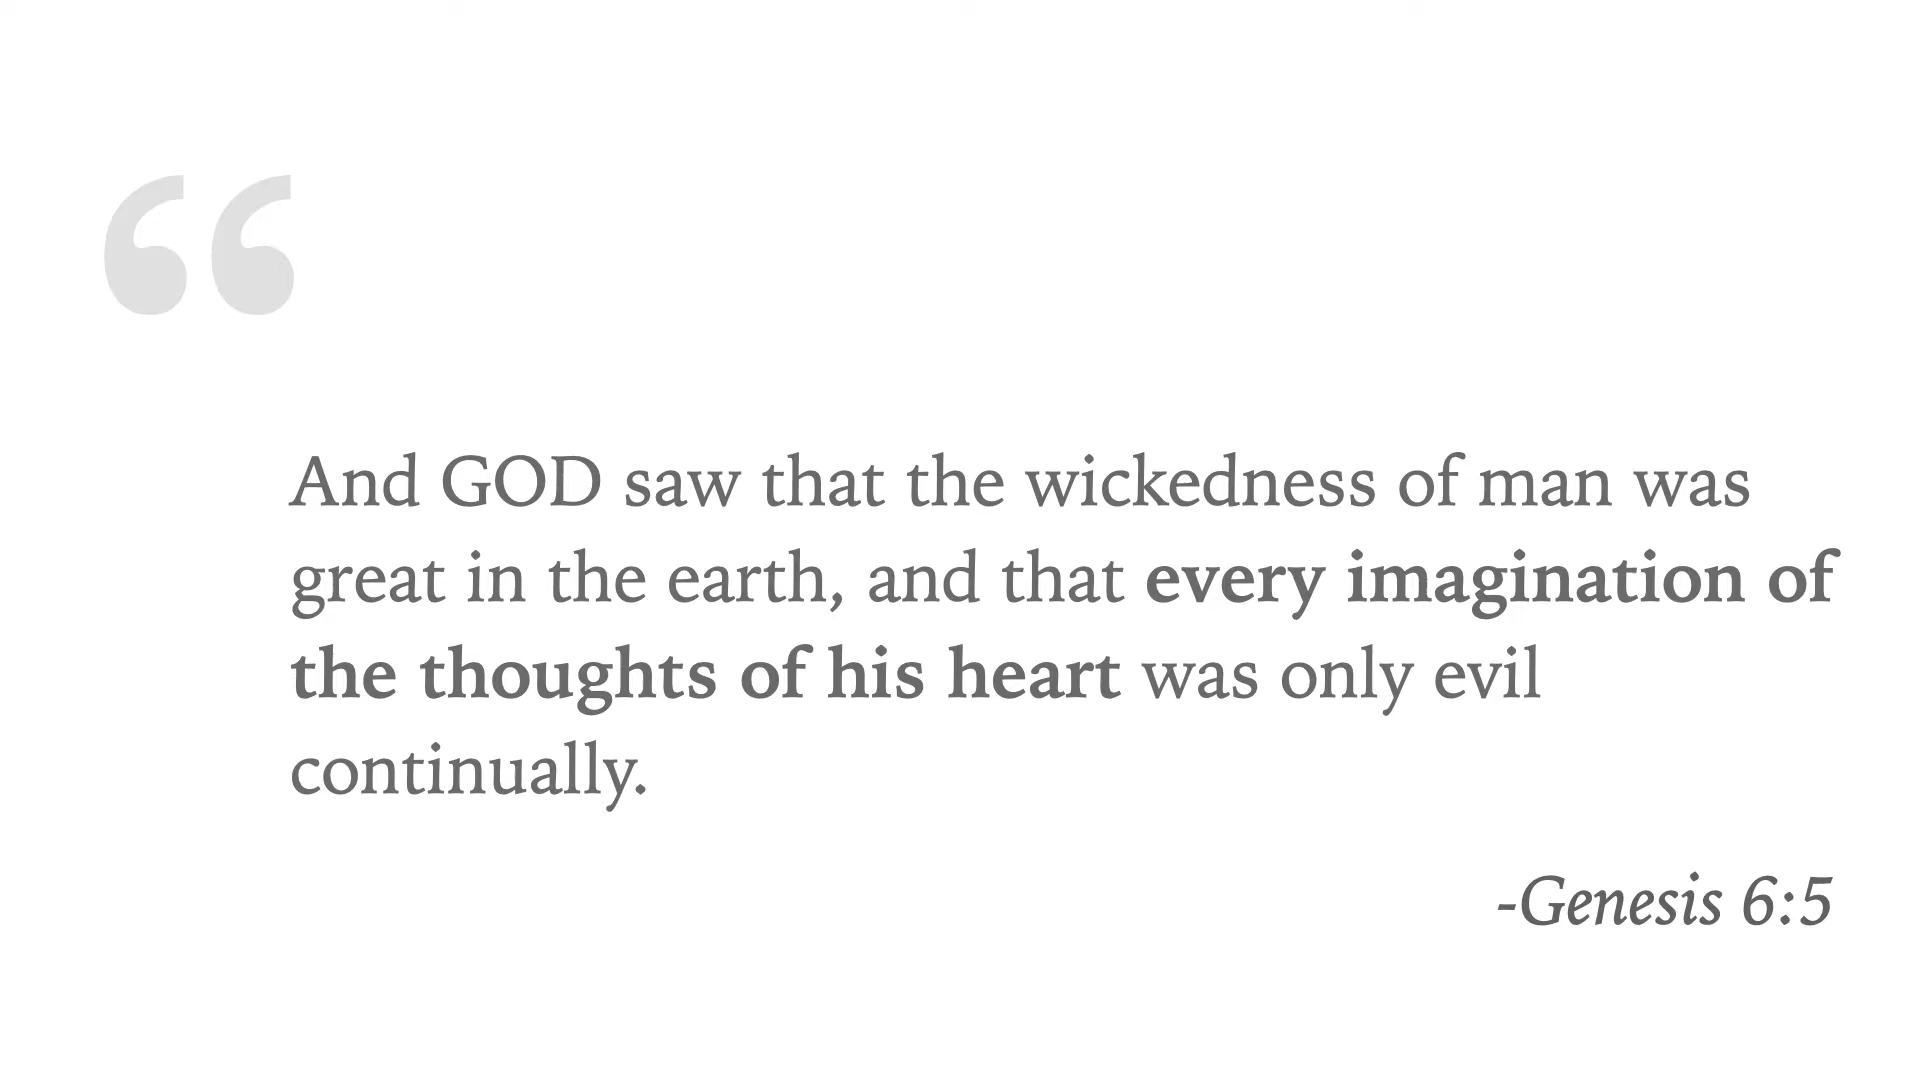 “
And GOD saw that the wickedness of man was
great in the earth, and that every imagination of
the thoughts of his heart was only evil
continually.
-Genesis 6:5